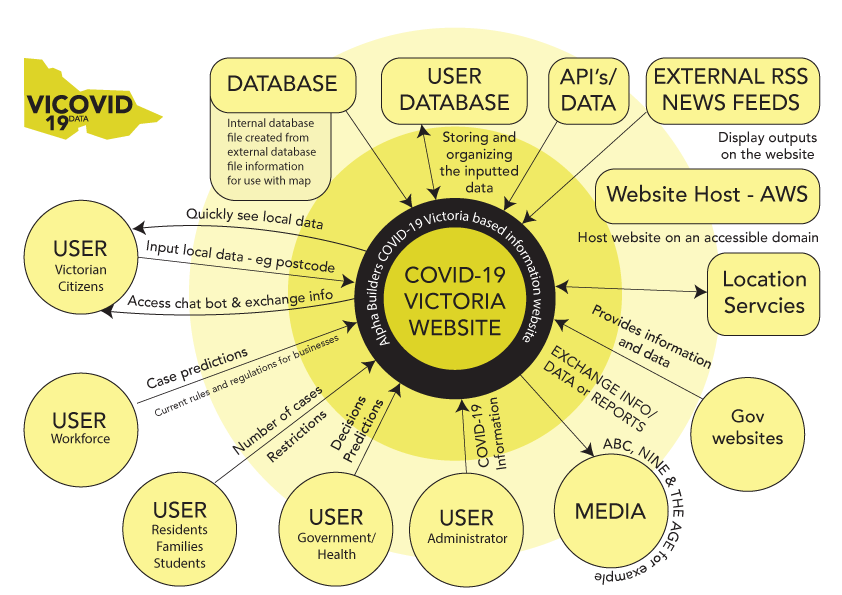 VICOVID
19 DATA
DATABASE
Internal database
file created from
external database
file information
for use with map
USER
DATABASE
Storing and
organizing
the inputted
data
API's/
DATA
EXTERNAL RSS
NEWS FEEDS
Display outputs
on the website
Website Host - AWS
Host website on an accessible domain
Location
Servcies
USER
Victorian
Citizens
Quickly see local data
Input local data - eg postcode
Access chat bot & exchange info
Alpha Builders COVID-19 Victoria based information website
COVID-19
VICTORIA
WEBSITE
Provides information
and data
Gov
websites
EXCHANGE INFO/
DATA or REPORTS
USER
Workforce
Case predictions
Current rules and regulations for businesses
Number of cases
Restrictions
Decisions
Predictions
COVID-19
Information
USER
Residents
Families
Students
USER
Government/
Health
USER
Administrator
MEDIA
ABC, NINE & THE AGE for example